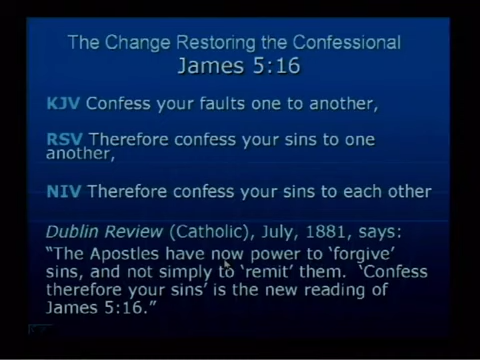 The Change Restoring the Confessional
James 5:16
KJV Confess your faults one to another,
RSV Therefore confess your sins to one
another,
NIV Therefore confess your sins to each other
Dublin Review (Catholic), July, 1881, says:
“The Apostles have now power to ‘forgive’
sins, and not simply to ‘remit’ them. ‘Confess
therefore your sins’ is the new reading of
James 5:16.”